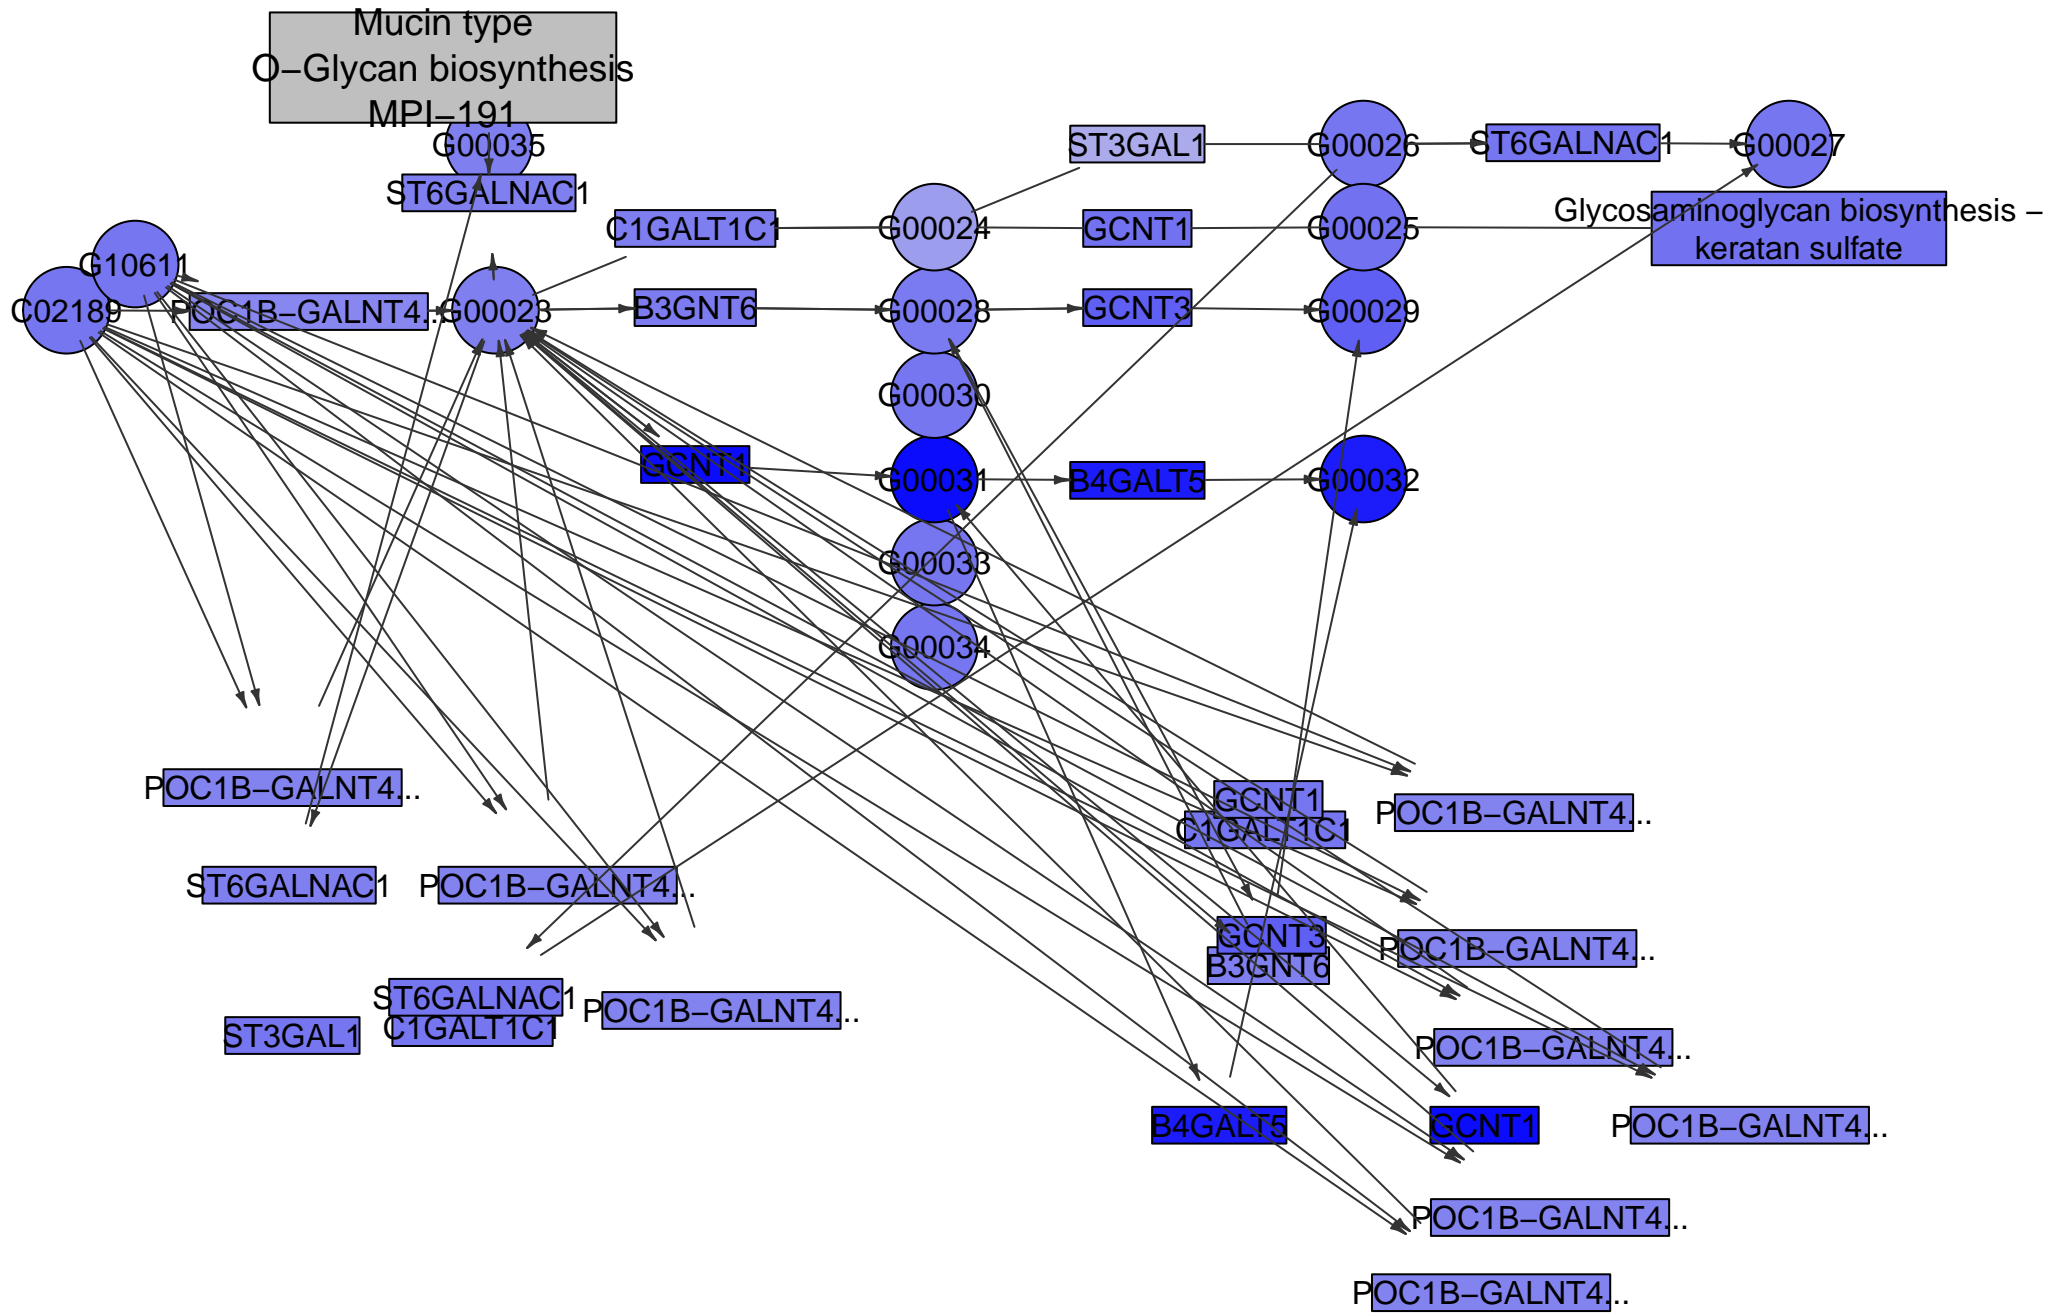 Mucin type
O−Glycan biosynthesis
MPI−191
G00035
ST3GAL1
G00026
ST6GALNAC1
G00027
ST6GALNAC1
C1GALT1C1
G00024
GCNT1
G00025
Glycosaminoglycan biosynthesis −
keratan sulfate
G10611
C02189
POC1B−GALNT4...
G00023
B3GNT6
G00028
GCNT3
G00029
G00030
GCNT1
G00031
B4GALT5
G00032
G00033
G00034
POC1B−GALNT4...
GCNT1
C1GALT1C1
POC1B−GALNT4...
ST6GALNAC1
POC1B−GALNT4...
GCNT3
B3GNT6
POC1B−GALNT4...
ST6GALNAC1
C1GALT1C1
ST3GAL1
POC1B−GALNT4...
POC1B−GALNT4...
B4GALT5
GCNT1
POC1B−GALNT4...
POC1B−GALNT4...
POC1B−GALNT4...